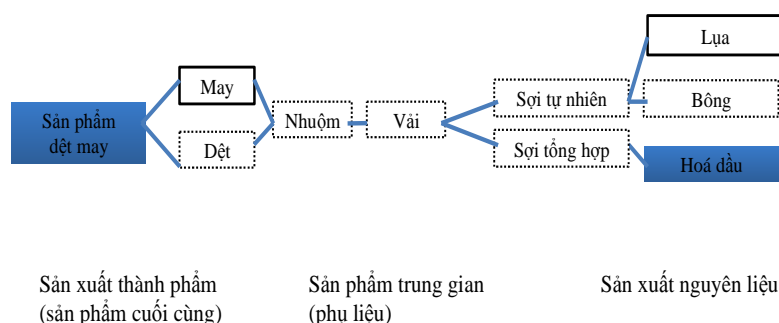 Lụa
May
Sợi tự nhiên
Bông
Sản phẩm
dệt may
Nhuộm
Vải
Dệt
Sợi tổng hợp
Hoá dầu
Sản xuất thành phẩm
(sản phẩm cuối cùng)
Sản phẩm trung gian
(phụ liệu)
Sản xuất nguyên liệu